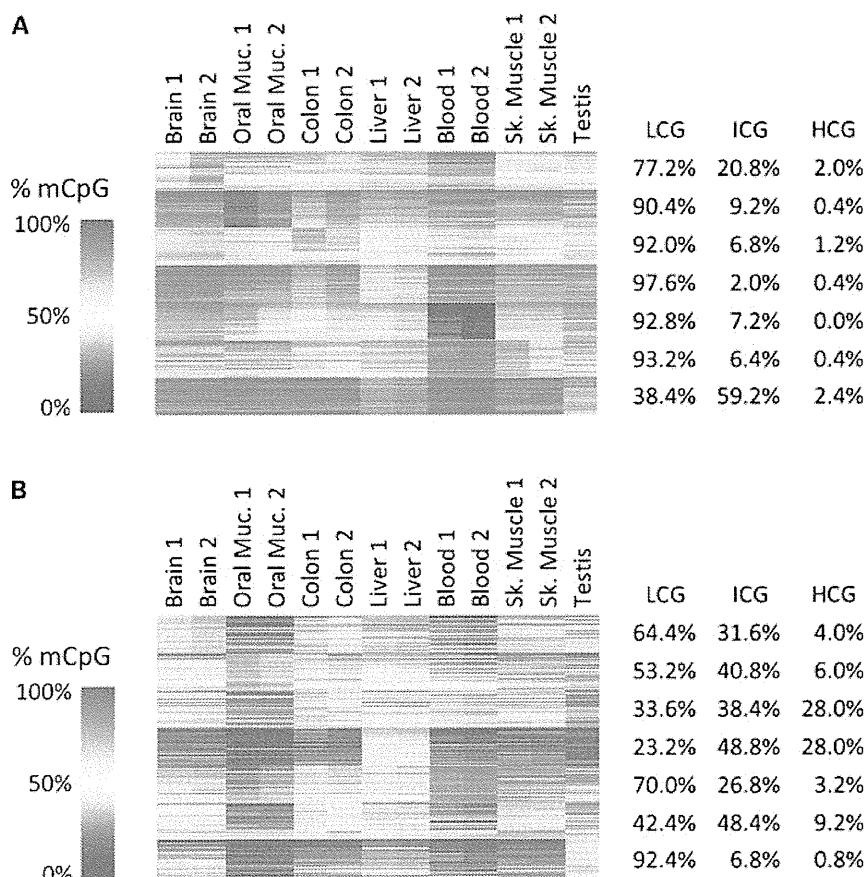 A
Brain 1
Brain 2
Oral Muc. 1
Oral Muc. 2
Colon 1
Colon 2
Liver 1
Liver 2
Blood 1
Blood 2
Sk. Muscle 1
Sk. Muscle 2
Testis
LCG ICG HCG
% mCpG
100%
50%
0%
77.2% 20.8% 2.0%
90.4% 9.2% 0.4%
92.0% 6.8% 1.2%
97.6% 2.0% 0.4%
92.8% 7.2% 0.0%
93.2% 6.4% 0.4%
38.4% 59.2% 2.4%
B
Brain 1
Brain 2
Oral Muc. 1
Oral Muc. 2
Colon 1
Colon 2
Liver 1
Liver 2
Blood 1
Blood 2
Sk. Muscle 1
Sk. Muscle 2
Testis
LCG ICG HCG
% mCpG
100%
50%
0%
64.4% 31.6% 4.0%
53.2% 40.8% 6.0%
33.6% 38.4% 28.0%
23.2% 48.8% 28.0%
70.0% 26.8% 3.2%
42.4% 48.4% 9.2%
92.4% 6.8% 0.8%